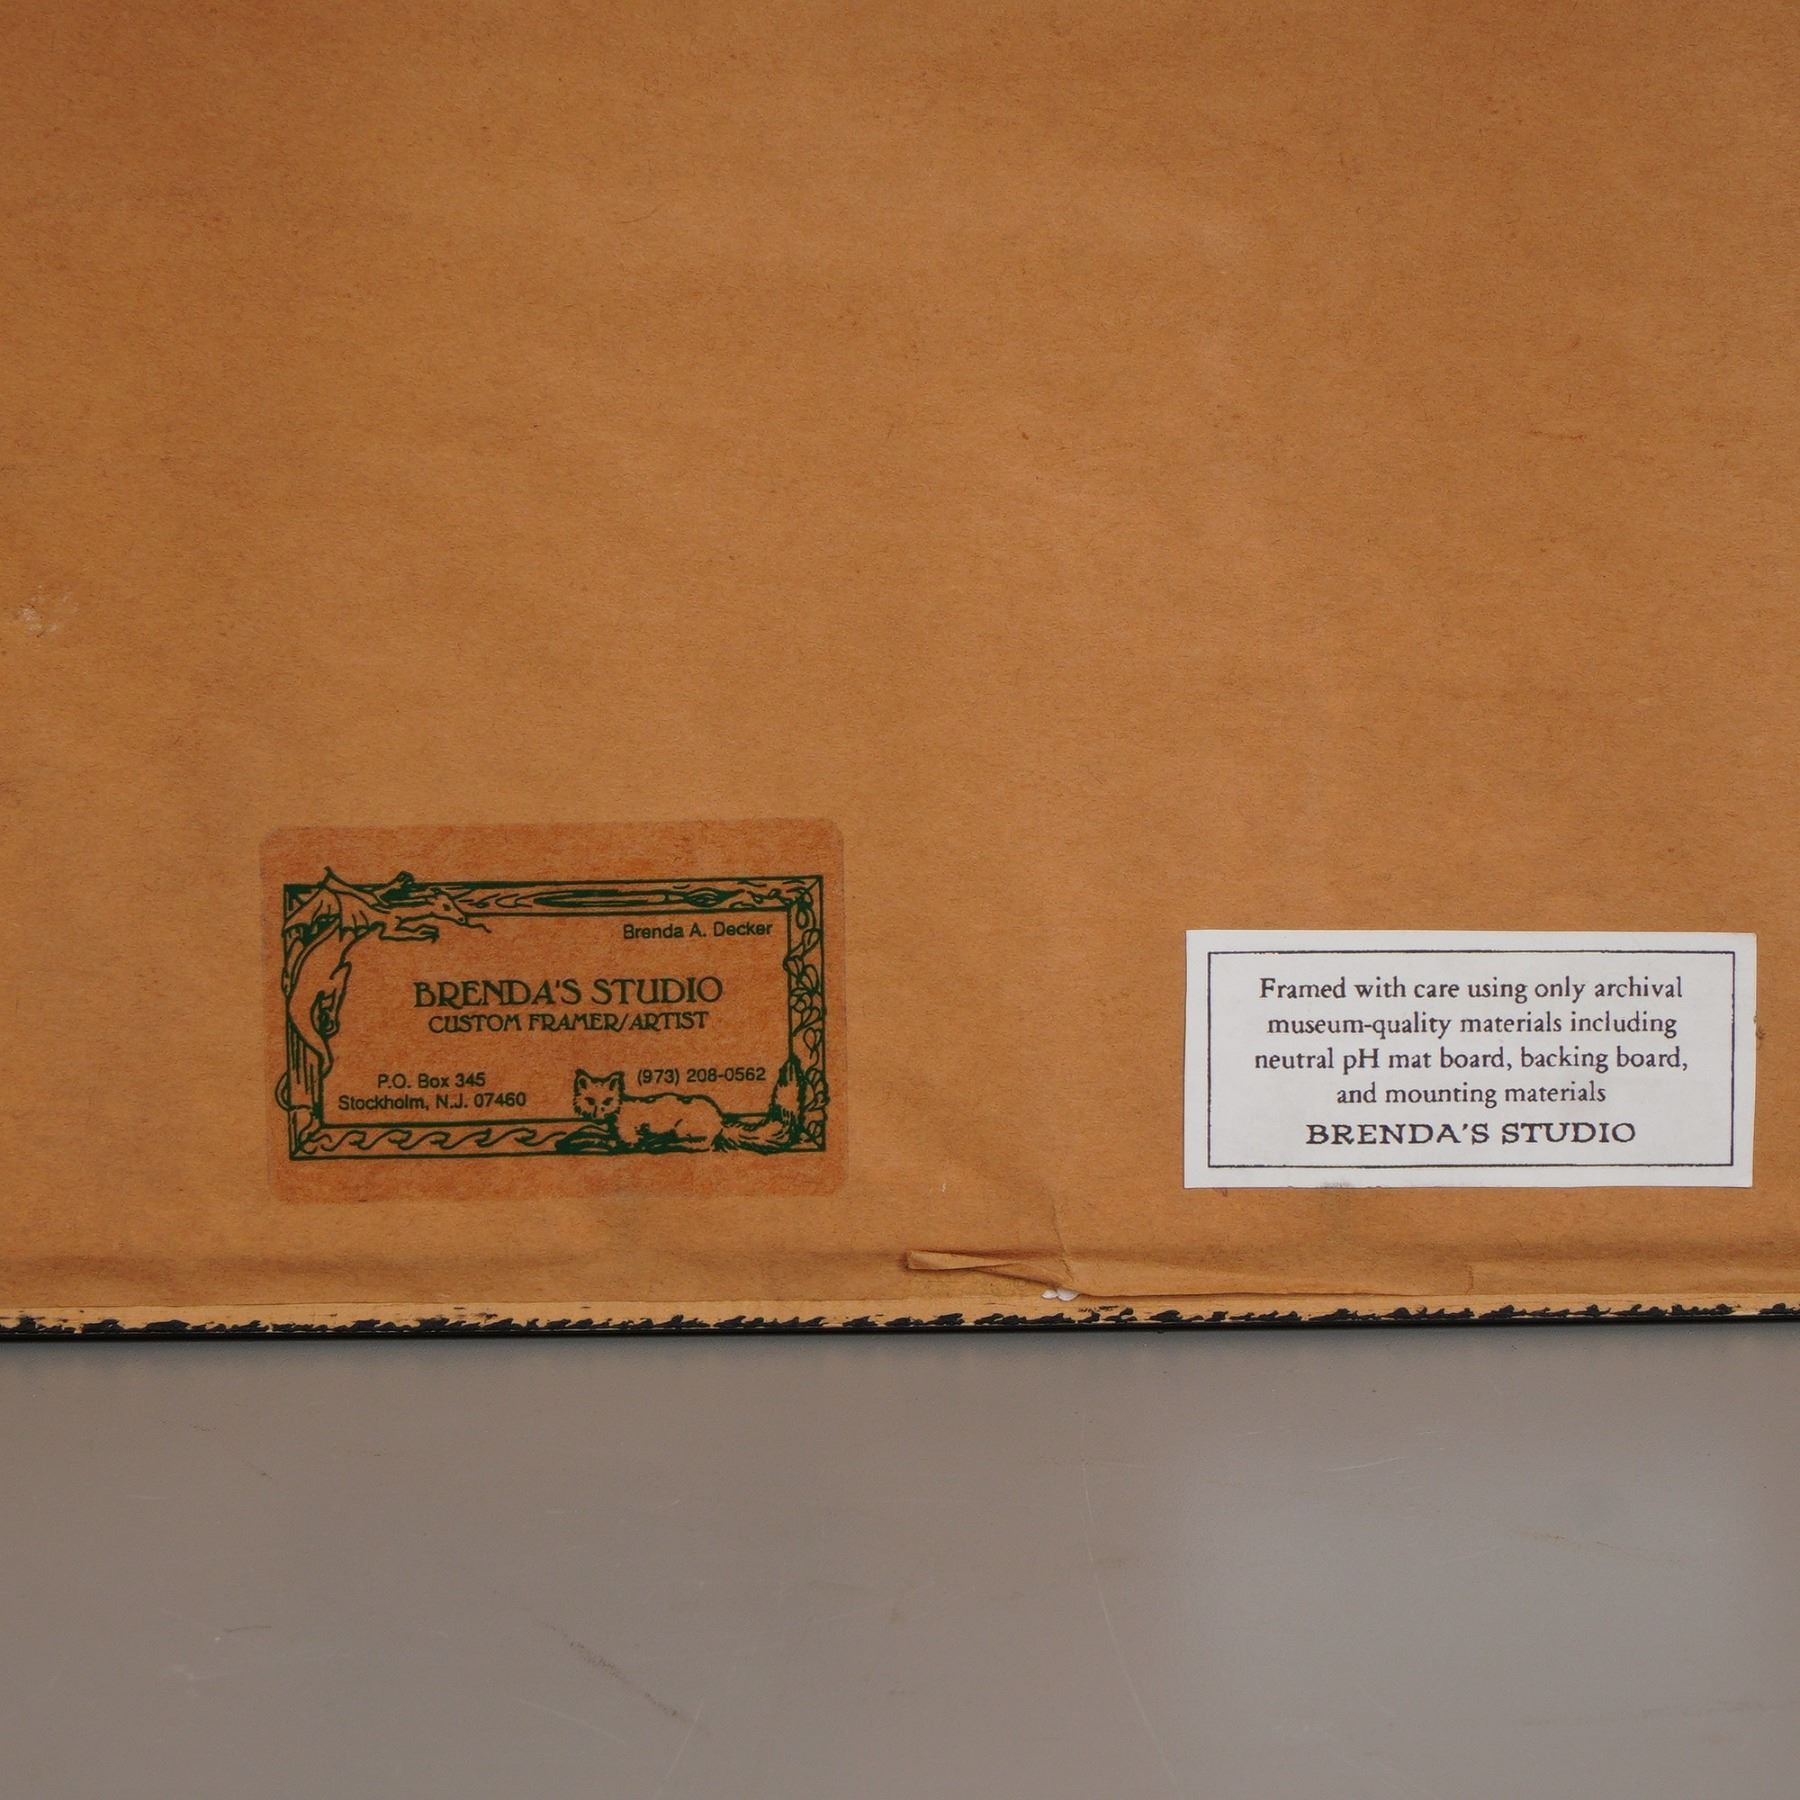 Brenda A. Decker
BRENDA'S STUDIO
CUSTOM FRAMER/ARTIST
P.O. Box 345
Stockholm, N.J. 07460
(973) 208-0562
Framed with care using only archival
museum-quality materials including
neutral pH mat board, backing board,
and mounting materials
BRENDA'S STUDIO